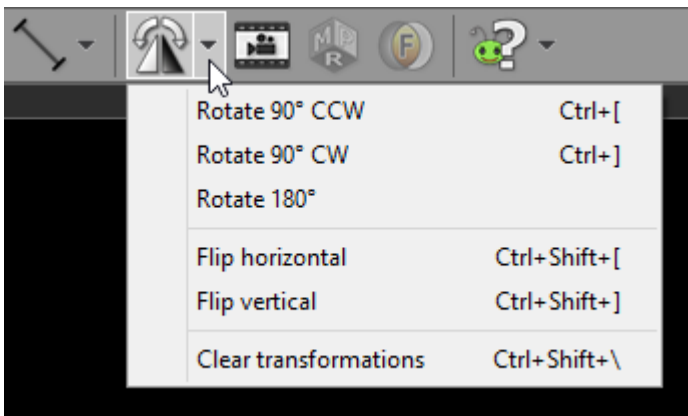 MPR
F
?
Rotate 90° CCW Ctrl+[
Rotate 90° CW Ctrl+]
Rotate 180°
Flip horizontal Ctrl+Shift+[
Flip vertical Ctrl+Shift+]
Clear transformations Ctrl+Shift+\